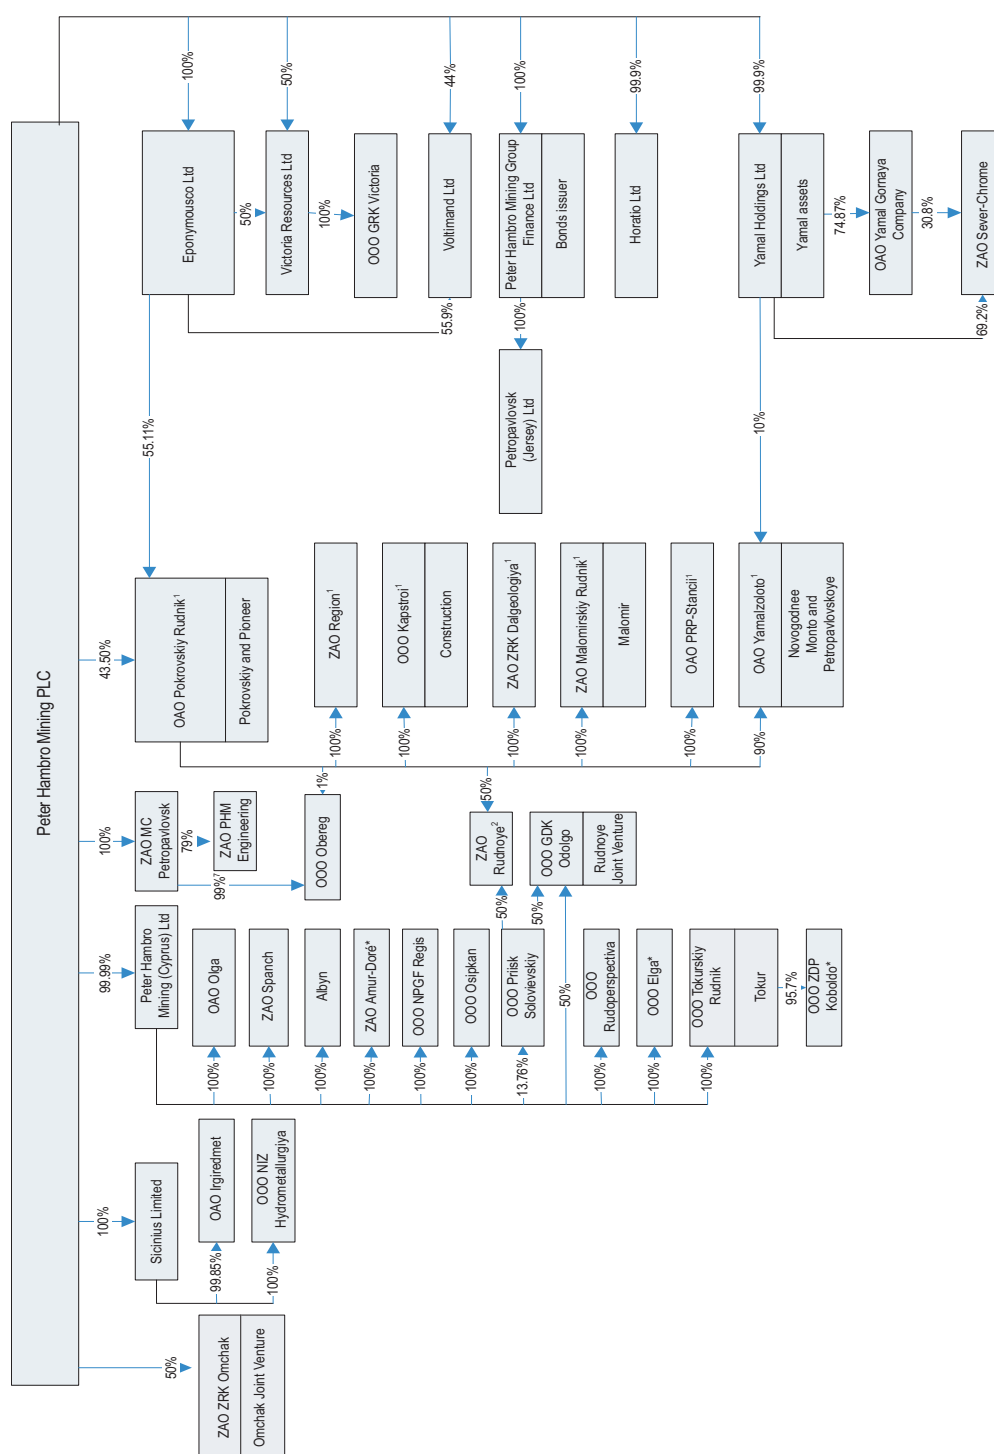 Peter Hambro Mining PLC
50%
100%
99.99%
100%
43.50%
55.11%
100%
50%
44%
100%
99.9%
99.9%
ZAO ZRK Omchak
Omchak Joint Venture
Sicinius Limited
99.85%
100%
OAO Irgiredmet
OOO NIZ
Hydrometallurgiya
Peter Hambro
Mining (Cyprus) Ltd
100%
OAO Olga
100%
ZAO Spanch
100%
Albyn
100%
ZAO Amur-Doré*
100%
OOO NPGF Regis
100%
OOO Osipkan
13.76%
OOO Priisk
Solovievskiy
50%
50%
50%
100%
OOO
Rudoperspectiva
100%
OOO Elga*
100%
OOO Tokurskiy
Rudnik
Tokur
95.7%
OOO ZDP
Koboldo*
ZAO MC
Petropavlovsk
79%
ZAO PHM
Engineering
99%7
OOO Obereg
1%
ZAO
Rudnoye2
50%
OOO GDK
Odolgo
Rudnoye
Joint Venture
OAO Pokrovskiy Rudnik1
Pokrovskiy and Pioneer
100%
ZAO Region1
100%
OOO Kapstroi1
Construction
100%
ZAO ZRK Dalgeologiya1
100%
ZAO Malomirskiy Rudnik1
Malomir
100%
OAO PRP-Stancii1
90%
OAO Yamalzoloto1
Novogodnee
Monto and
Petropavlovskoye
10%
Eponymousco Ltd
50%
Victoria Resources Ltd
100%
OOO GRK Victoria
55.9%
Voltimand Ltd
Peter Hambro Mining Group
Finance Ltd
Bonds issuer
100%
Petropavlovsk
(Jersey) Ltd
Horatio Ltd
Yamal Holdings Ltd
Yamal assets
74.87%
OAO Yamal Gornaya
Company
30.8%
69.2%
ZAO Sever-Chrome